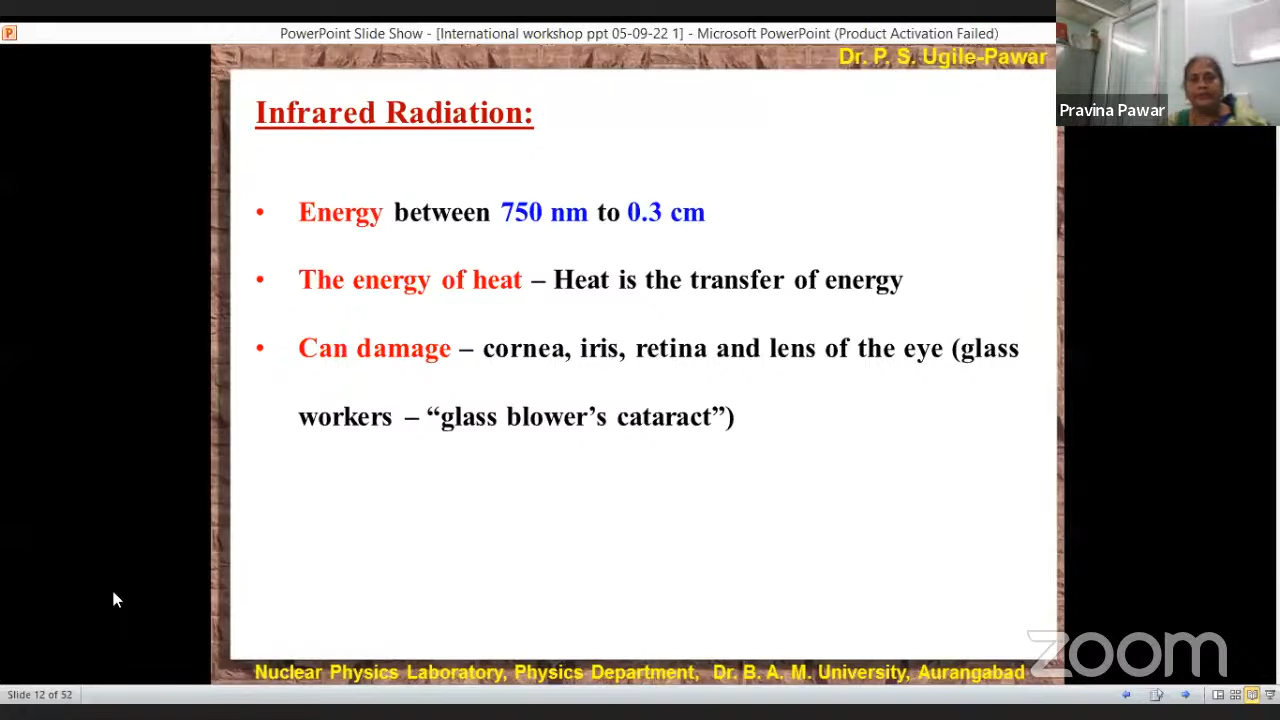 PowerPoint Slide Show - [International workshop ppt 05-09-22 1] - Microsoft PowerPoint (Product Activation Failed)
Dr. P. S. Ugile-Pawar
Pravina Pawar
Infrared Radiation:
• Energy between 750 nm to 0.3 cm
• The energy of heat – Heat is the transfer of energy
• Can damage – cornea, iris, retina and lens of the eye (glass
workers – “glass blower’s cataract”)
zoom
Nuclear Physics Laboratory, Physics Department, Dr. B. A. M. University, Aurangabad
Slide 12 of 52